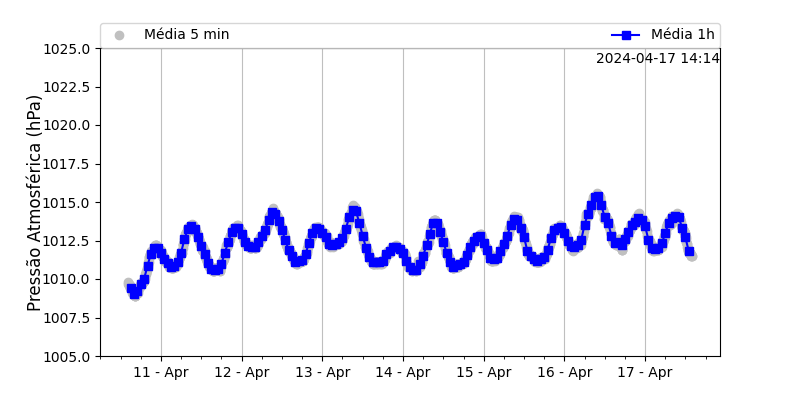 Média 5 min
Média 1h
2024-04-17 14:14
Pressão Atmosférica (hPa)
1025.0
1022.5
1020.0
1017.5
1015.0
1012.5
1010.0
1007.5
1005.0
11 - Apr
12 - Apr
13 - Apr
14 - Apr
15 - Apr
16 - Apr
17 - Apr